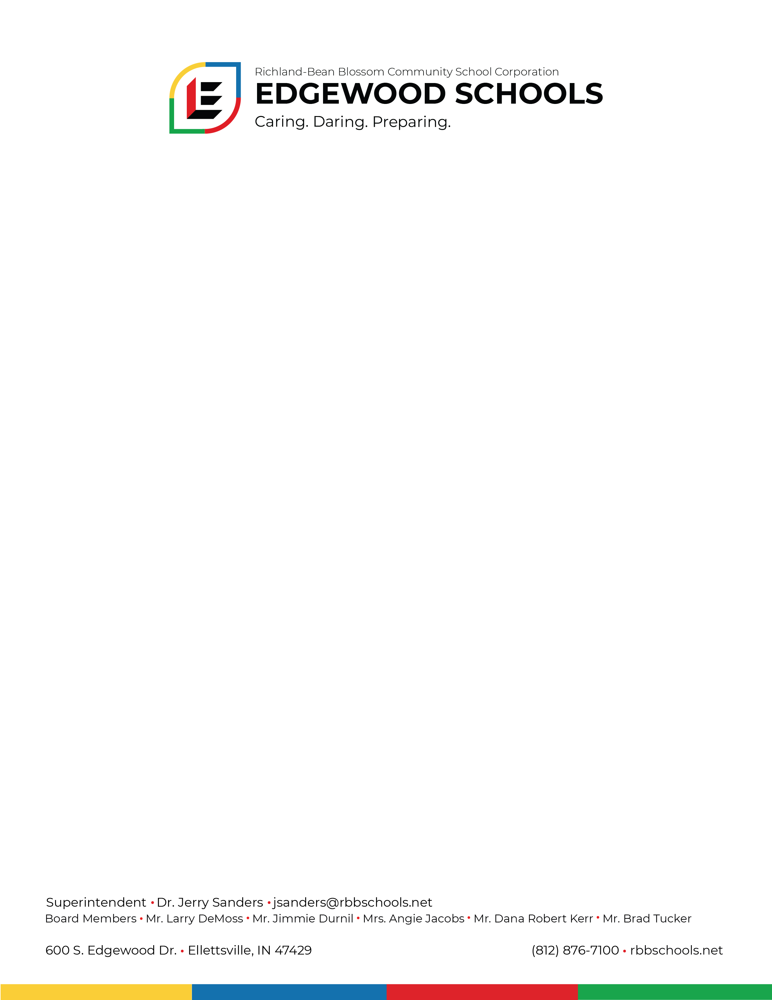 Richland-Bean Blossom Community School Corporation
EDGEWOOD SCHOOLS
Caring. Daring. Preparing.
Superintendent • Dr. Jerry Sanders • jsanders@rbbschools.net
Board Members • Mr. Larry DeMoss • Mr. Jimmie Durnil • Mrs. Angie Jacobs • Mr. Dana Robert Kerr • Mr. Brad Tucker
600 S. Edgewood Dr. • Ellettsville, IN 47429
(812) 876-7100 • rbbschools.net